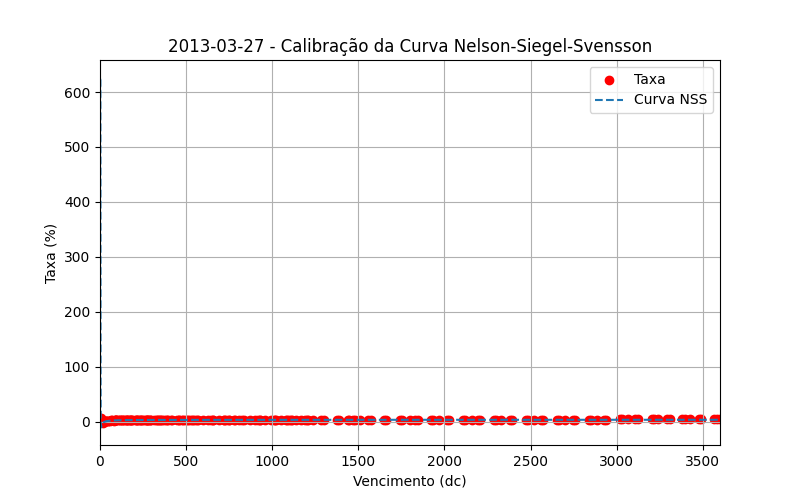 2013-03-27 - Calibração da Curva Nelson-Siegel-Svensson
Taxa
Curva NSS
Taxa (%)
600
500
400
300
200
100
0
0 500 1000 1500 2000 2500 3000 3500
Vencimento (dc)